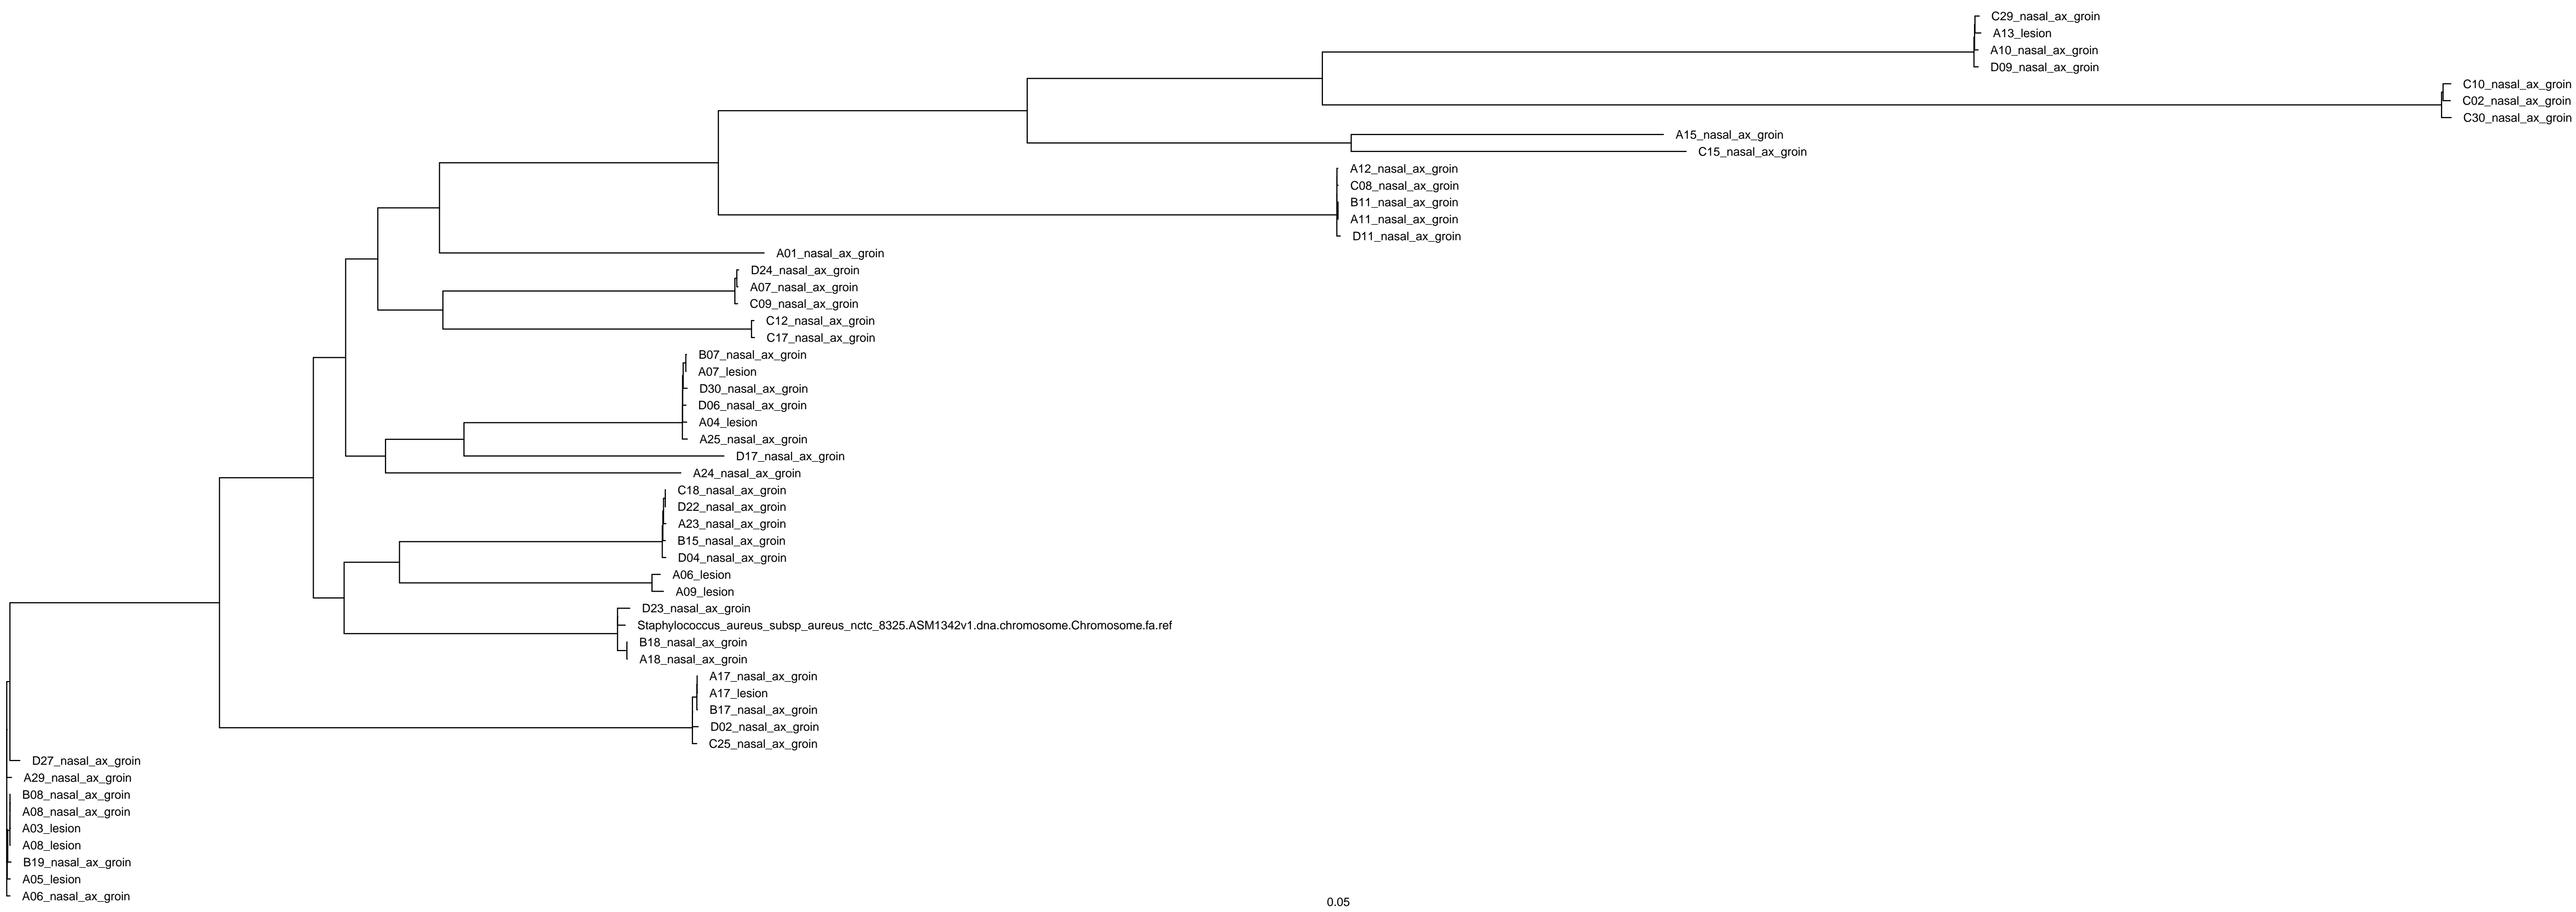 C29_nasal_ax_groin
A13_lesion
A10_nasal_ax_groin
D09_nasal_ax_groin
C10_nasal_ax_groin
C02_nasal_ax_groin
C30_nasal_ax_groin
A15_nasal_ax_groin
C15_nasal_ax_groin
A12_nasal_ax_groin
C08_nasal_ax_groin
B11_nasal_ax_groin
A11_nasal_ax_groin
D11_nasal_ax_groin
A01_nasal_ax_groin
D24_nasal_ax_groin
A07_nasal_ax_groin
C09_nasal_ax_groin
C12_nasal_ax_groin
C17_nasal_ax_groin
B07_nasal_ax_groin
A07_lesion
D30_nasal_ax_groin
D06_nasal_ax_groin
A04_lesion
A25_nasal_ax_groin
D17_nasal_ax_groin
A24_nasal_ax_groin
C18_nasal_ax_groin
D22_nasal_ax_groin
A23_nasal_ax_groin
B15_nasal_ax_groin
D04_nasal_ax_groin
A06_lesion
A09_lesion
D23_nasal_ax_groin
Staphylococcus_aureus_subsp_aureus_nctc_8325.ASM1342v1.dna.chromosome.Chromosome.fa.ref
B18_nasal_ax_groin
A18_nasal_ax_groin
A17_nasal_ax_groin
A17_lesion
B17_nasal_ax_groin
D02_nasal_ax_groin
C25_nasal_ax_groin
D27_nasal_ax_groin
A29_nasal_ax_groin
B08_nasal_ax_groin
A08_nasal_ax_groin
A03_lesion
A08_lesion
B19_nasal_ax_groin
A05_lesion
A06_nasal_ax_groin
0.05